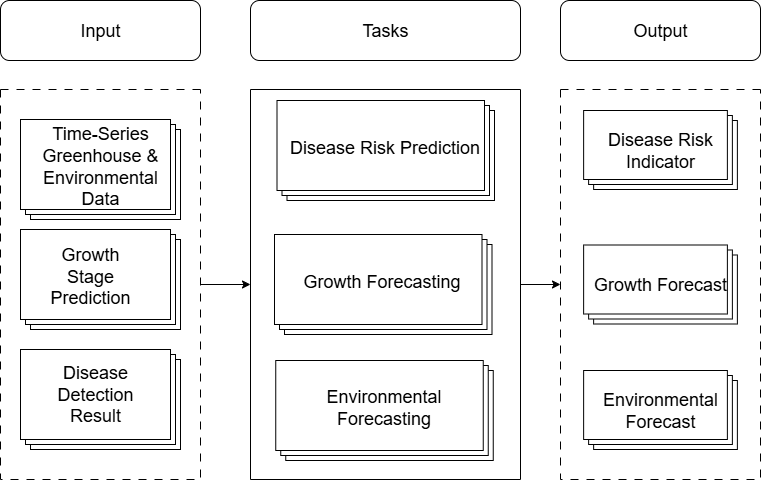 Input
Tasks
Output
Time-Series
Greenhouse &
Environmental
Data
Growth
Stage
Prediction
Disease
Detection
Result
Disease Risk Prediction
Growth Forecasting
Environmental
Forecasting
Disease Risk
Indicator
Growth Forecast
Environmental
Forecast